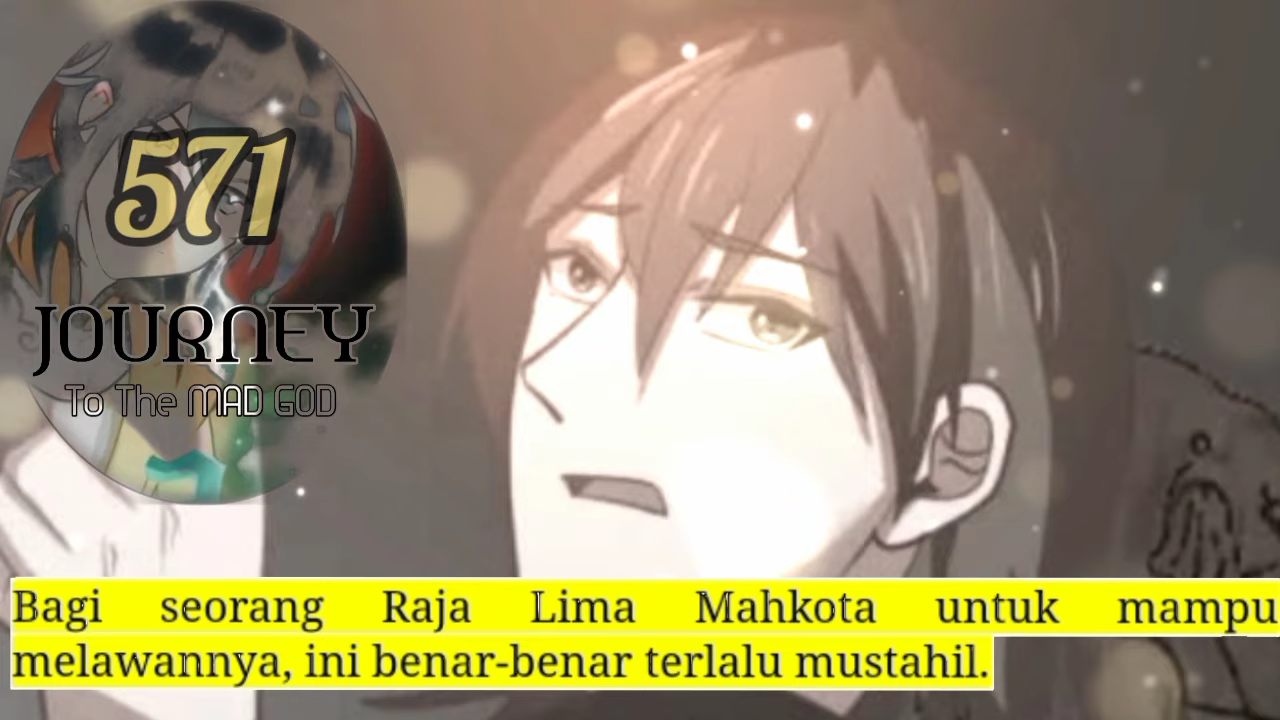 571
JOURNEY
To The MAD GOD
Bagi seorang Raja Lima Mahkota untuk mampu
melawannya, ini benar-benar terlalu mustahil.